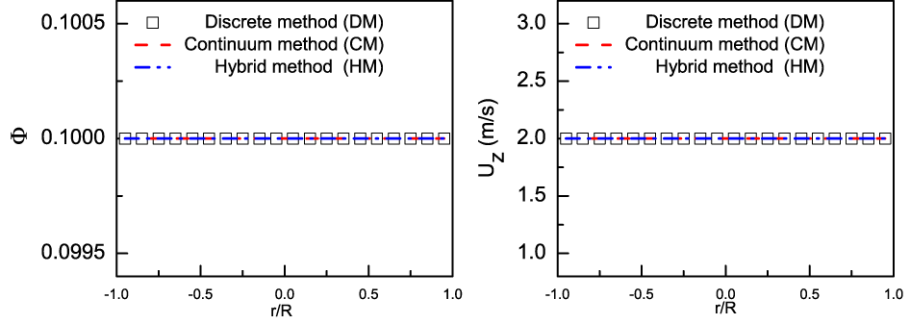 0.1005
0.1000
0.0995
Φ
Discrete method (DM)
Continuum method (CM)
Hybrid method (HM)
-1.0 -0.5 0.0 0.5 1.0
r/R
3.0
2.5
2.0
1.5
1.0
U_Z (m/s)
Discrete method (DM)
Continuum method (CM)
Hybrid method (HM)
-1.0 -0.5 0.0 0.5 1.0
r/R